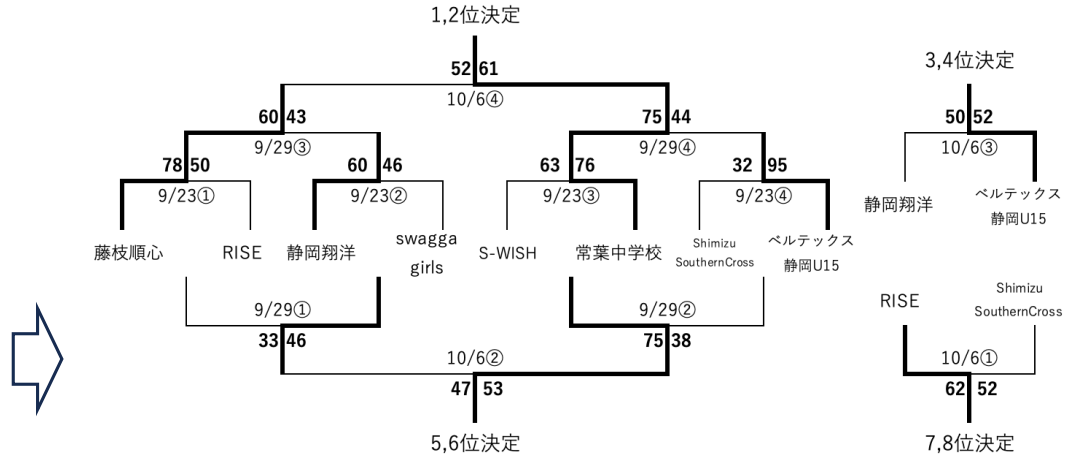 1,2位決定
52 61
10/6④
3,4位決定
60 43
9/29③
75 44
9/29④
50 52
10/6③
78 50
9/23①
60 46
9/23②
63 76
9/23③
32 95
9/23④
静岡翔洋
ベルテックス
静岡U15
藤枝順心
RISE
静岡翔洋
swagga
girls
S-WISH
常葉中学校
Shimizu
SouthernCross
ベルテックス
静岡U15
9/29①
33 46
9/29②
75 38
RISE
Shimizu
SouthernCross
10/6②
47 53
10/6①
62 52
5,6位決定
7,8位決定